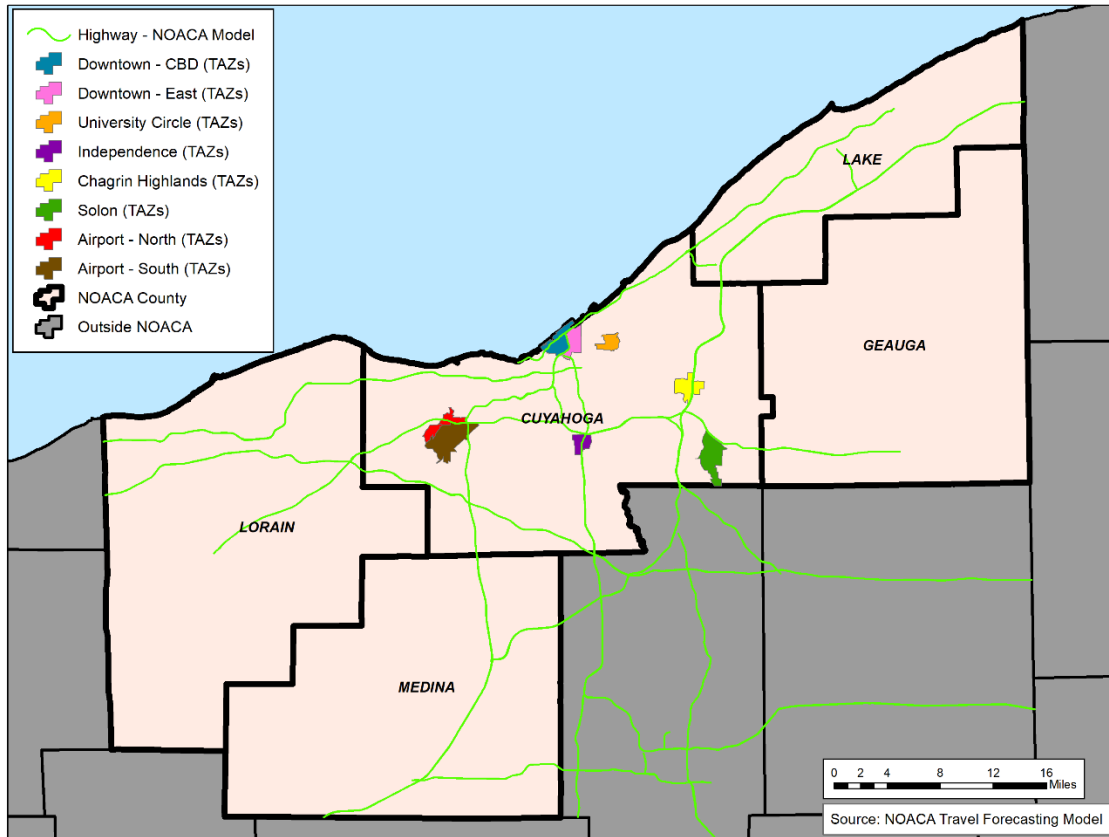 Highway - NOACA Model
Downtown - CBD (TAZs)
Downtown - East (TAZs)
University Circle (TAZs)
Independence (TAZs)
Chagrin Highlands (TAZs)
Solon (TAZs)
Airport - North (TAZs)
Airport - South (TAZs)
NOACA County
Outside NOACA
LAKE
GEAUGA
CUYAHOGA
LORAIN
MEDINA
0 2 4 8 12 16
Miles
Source: NOACA Travel Forecasting Model